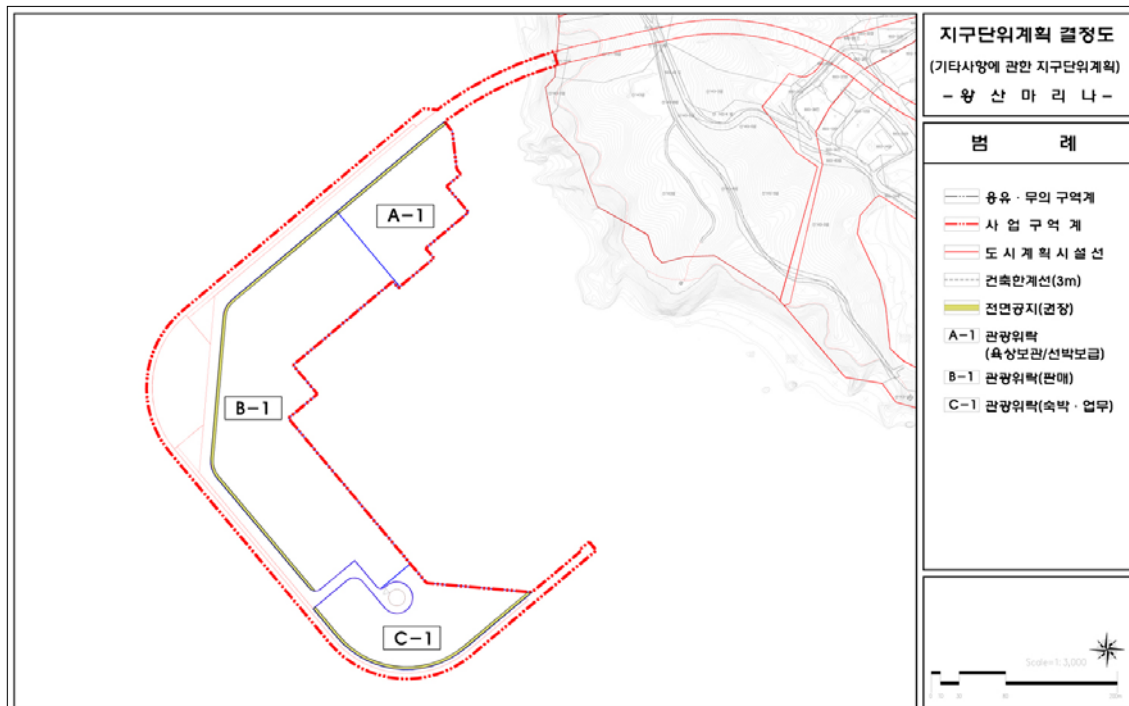 지구단위계획 결정도
(기타사항에 관한 지구단위계획)
- 왕 산 마 리 나 -
범 례
용유 · 무의 구역계
사 업 구 역 계
도 시 계 획 시 설 선
건축한계선(3m)
전면공지(권장)
A-1 관광위락
(육상보관/선박보급)
B-1 관광위락(판매)
C-1 관광위락(숙박 · 업무)
A-1
B-1
C-1
Scale=1: 3,000